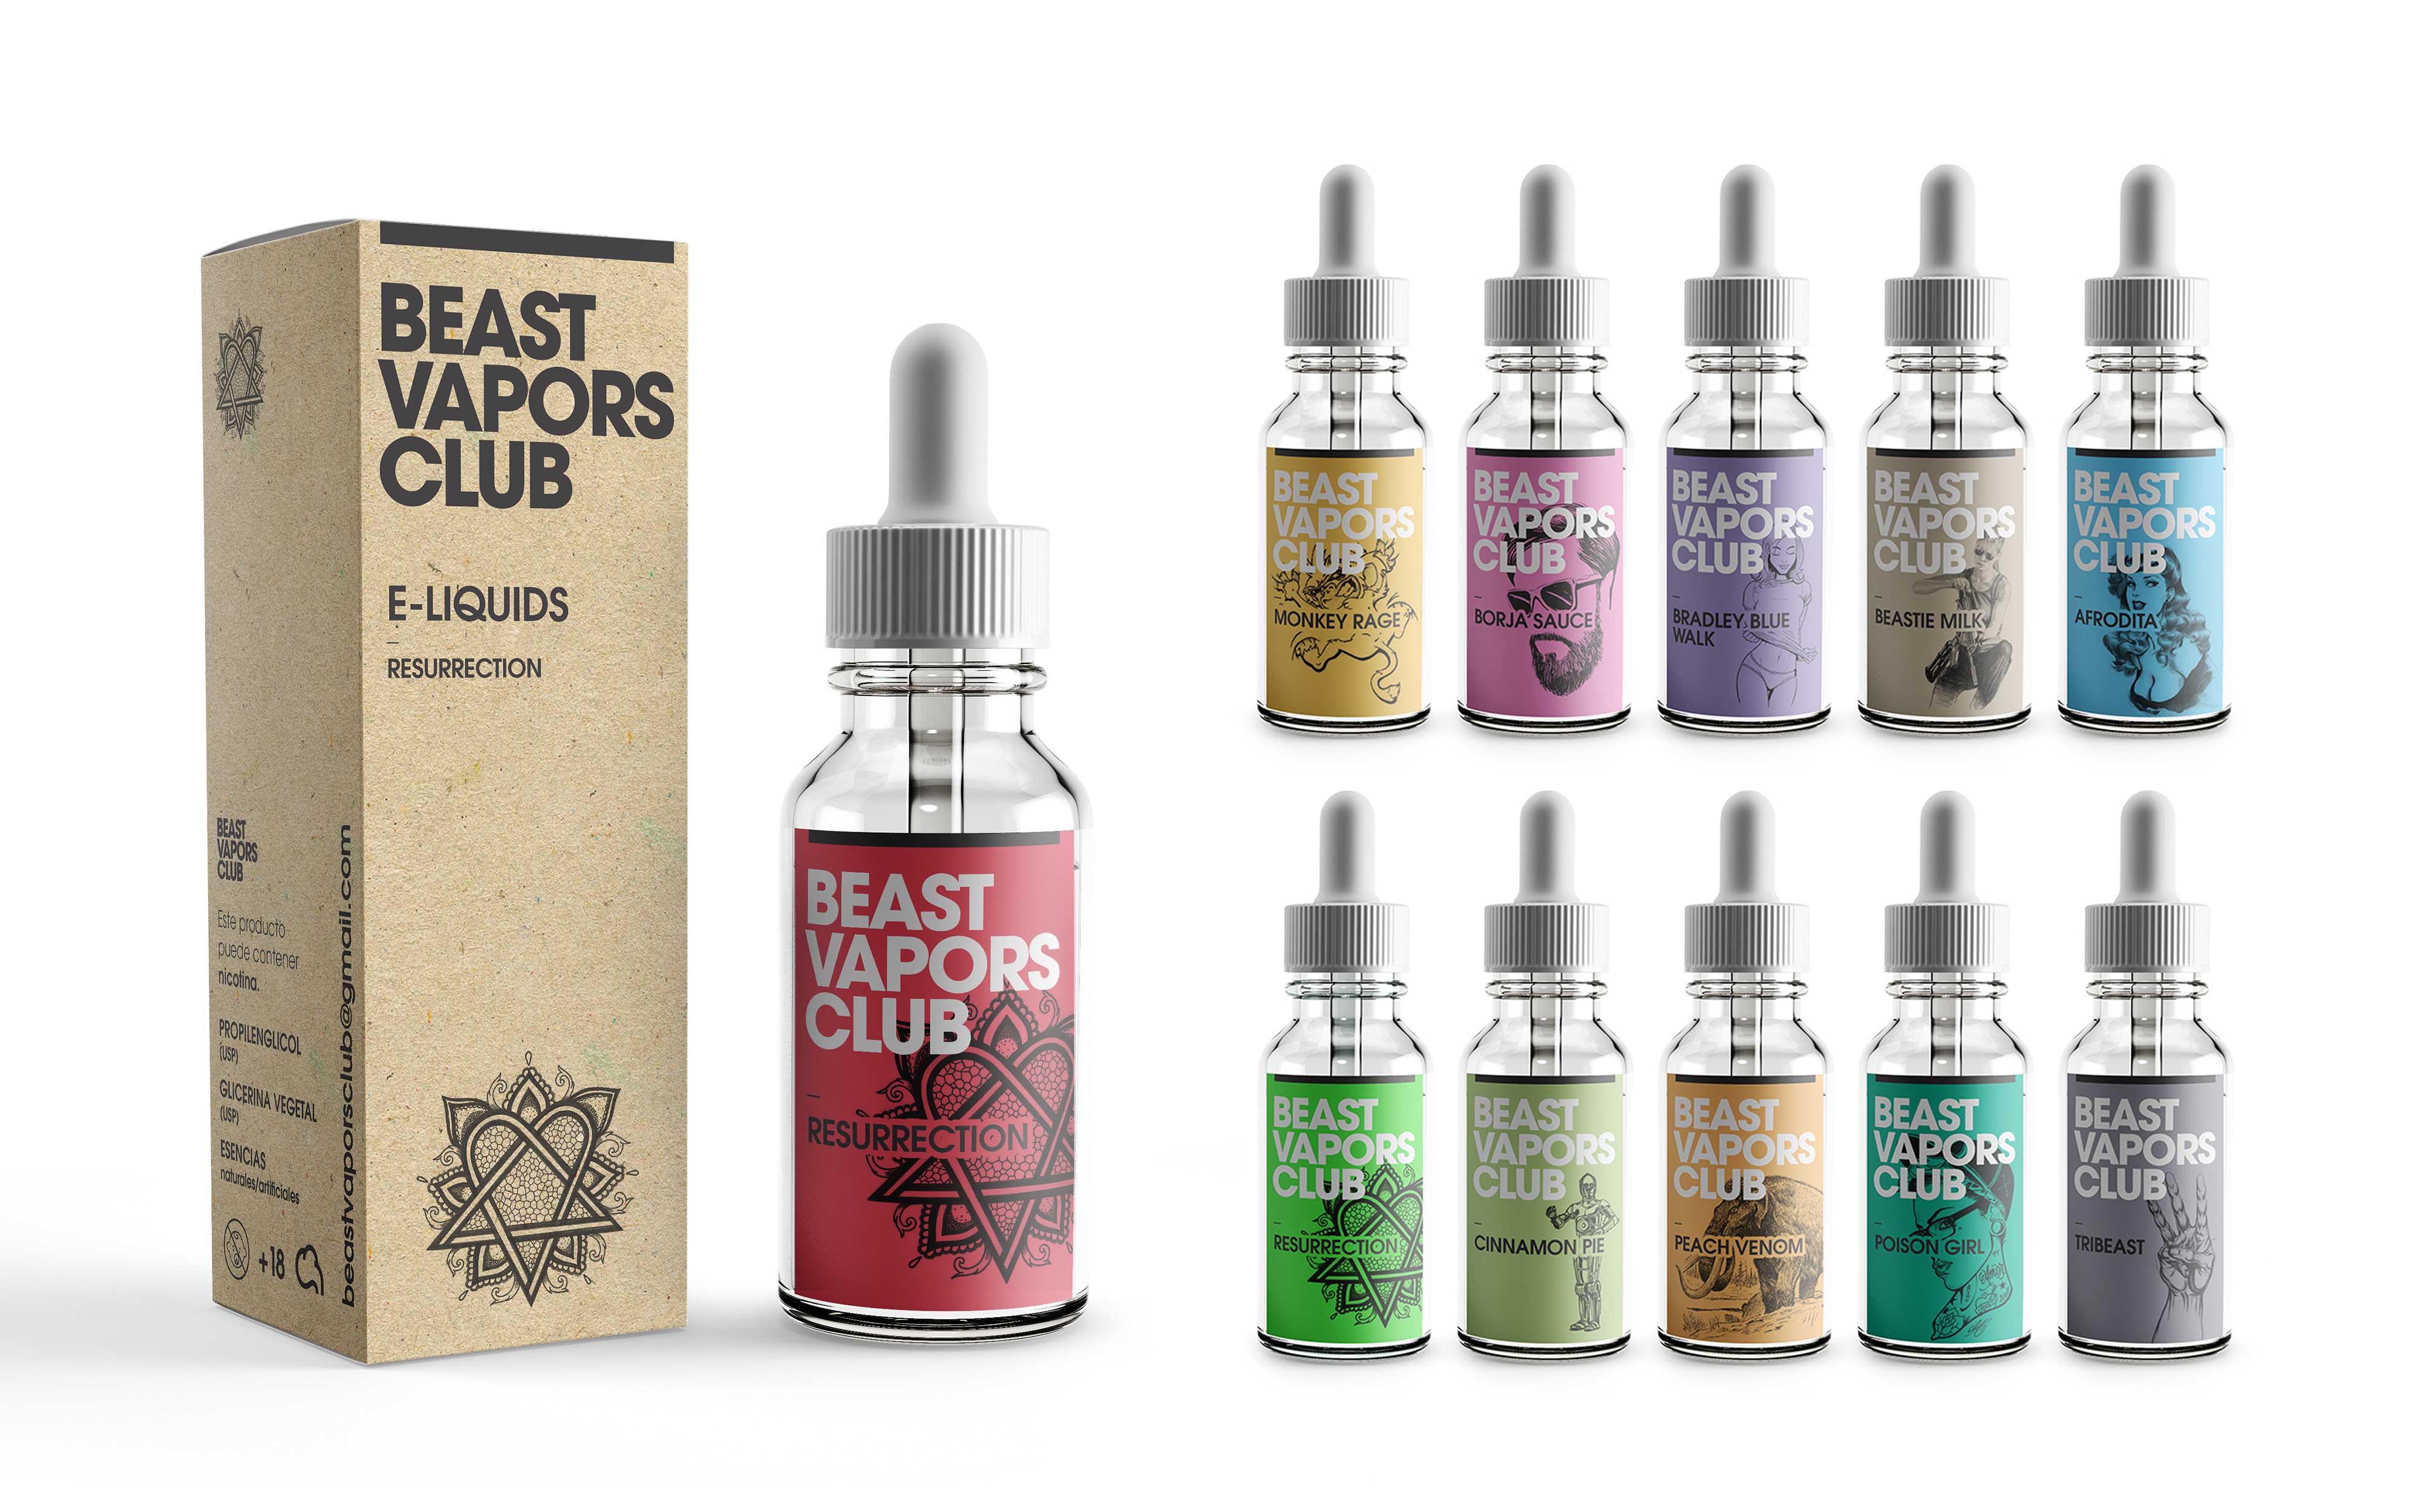 BEAST
VAPORS
CLUB
E-LIQUIDS
RESURRECTION
BEAST
VAPORS
CLUB
Este producto
puede contener
nicotina.
PROPILENGLICOL
(USP)
GLICERINA VEGETAL
(USP)
ESENCIAS
naturales/artificiales
+18
beastvaporsclub@gmail.com
BEAST
VAPORS
CLUB
RESURRECTION
BEAST
VAPORS
CLUB
MONKEY RAGE
BEAST
VAPORS
CLUB
BORJA SAUCE
BEAST
VAPORS
CLUB
BRADLEY BLUE
WALK
BEAST
VAPORS
CLUB
BEASTIE MILK
BEAST
VAPORS
CLUB
AFRODITA
BEAST
VAPORS
CLUB
RESURRECTION
BEAST
VAPORS
CLUB
CINNAMON PIE
BEAST
VAPORS
CLUB
PEACH VENOM
BEAST
VAPORS
CLUB
POISON GIRL
BEAST
VAPORS
CLUB
TRIBEAST